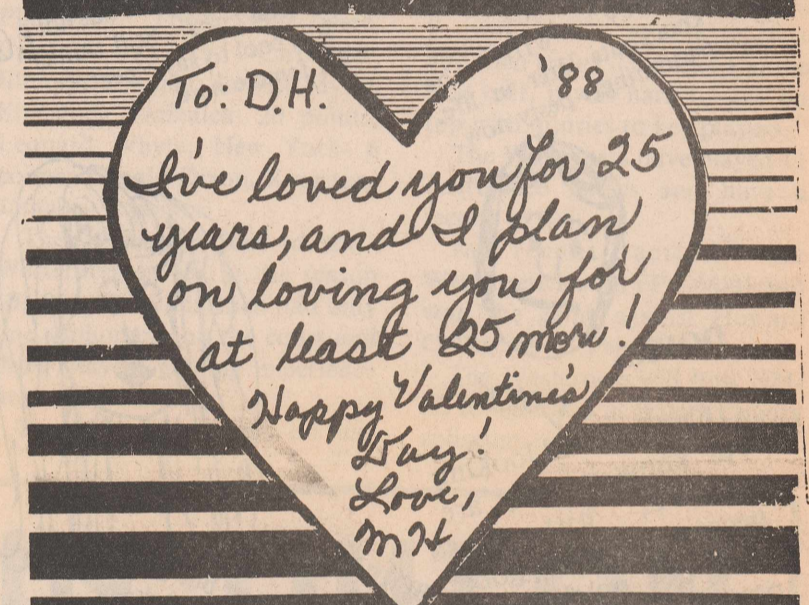 To: D.H. '88
I've loved you for 25
years, and I plan
on loving you for
at least 25 more!
Happy Valentine's
Day!
Love,
MH